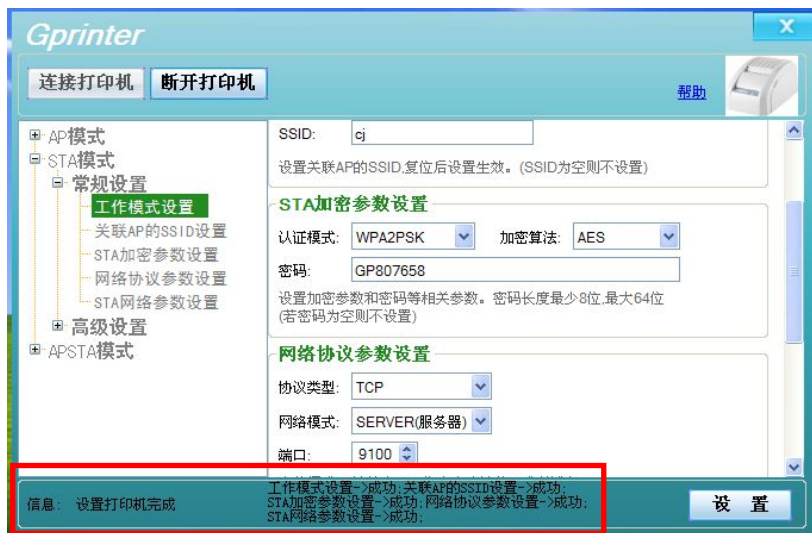 Gprinter
X
连接打印机 断开打印机
帮助
AP模式
STA模式
常规设置
工作模式设置
关联AP的SSID设置
STA加密参数设置
网络协议参数设置
STA网络参数设置
高级设置
APSTA模式
SSID: cj
设置关联AP的SSID,复位后设置生效。(SSID为空则不设置)
STA加密参数设置
认证模式: WPA2PSK 加密算法: AES
密码: GP807658
设置加密参数和密码等相关参数。密码长度最少8位,最大64位
(若密码为空则不设置)
网络协议参数设置
协议类型: TCP
网络模式: SERVER(服务器)
端口: 9100
信息: 设置打印机完成
工作模式设置->成功;关联AP的SSID设置->成功;
STA加密参数设置->成功;网络协议参数设置->成功;
STA网络参数设置->成功;
设 置